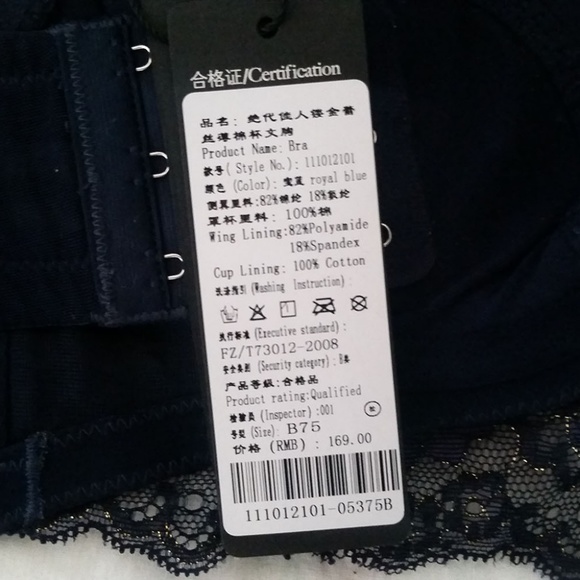 合格证/Certification
品名: 绝代佳人镂金蕾
丝薄棉杯文胸
Product Name: Bra
款号( Style No.): 111012101
颜色 (Color): 宝蓝 royal blue
侧翼里料:82%锦纶 18%氨纶
罩杯里料: 100%棉
Wing Lining:82%Polyamide
18%Spandex
Cup Lining: 100% Cotton
洗涤指引 (Washing Instruction):
执行标准 (Executive standard):
FZ/T73012-2008
安全类别 (Security category): B类
产品等级:合格品
Product rating:Qualified
检验员 (Inspector):001
号型 (Size): B75
价格 (RMB): 169.00
111012101-05375B